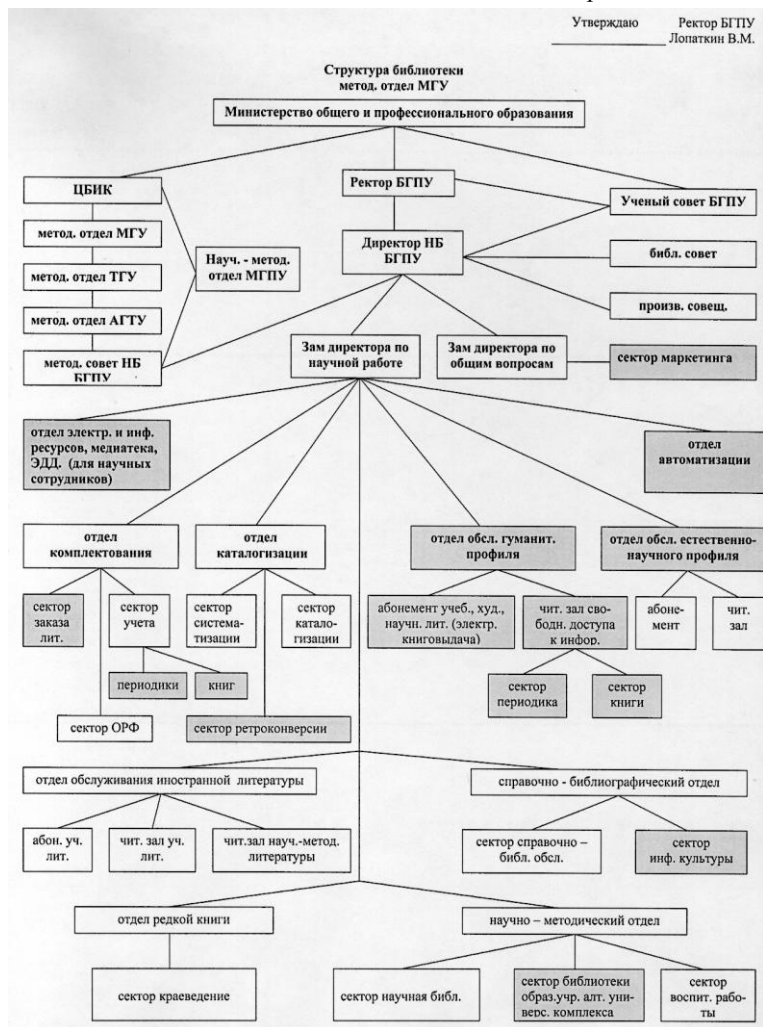 Утверждаю Ректор БГПУ
Лопаткин В.М.
Структура библиотеки
метод. отдел МГУ
Министерство общего и профессионального образования
ЦБИК
Ректор БГПУ
Ученый совет БГПУ
метод. отдел МГУ
Науч. - метод.
отдел МГПУ
Директор НБ
БГПУ
библ. совет
метод. отдел ТГУ
произв. совещ.
метод. отдел АГТУ
метод. совет НБ
БГПУ
Зам директора по
научной работе
Зам директора по
общим вопросам
сектор маркетинга
отдел электр. и инф.
ресурсов, медиатека,
ЭДД. (для научных
сотрудников)
отдел
автоматизации
отдел
комплектования
отдел
каталогизации
отдел обсл. гуманит.
профиля
отдел обсл. естественно-
научного профиля
сектор
заказа
лит.
сектор
учета
сектор
система-
тизации
сектор
катало-
гизации
абонемент учеб., худ.,
научн. лит. (электр.
книговыдача)
чит. зал сво-
бодн. доступа
к инфор.
абоне-
мент
чит.
зал
периодики
книг
сектор
периодика
сектор
книги
сектор ОРФ
сектор ретроконверсии
отдел обслуживания иностранной литературы
справочно - библиографический отдел
абон. уч.
лит.
чит. зал уч.
лит.
чит.зал науч.-метод.
литературы
сектор справочно –
библ. обсл.
сектор
инф. культуры
отдел редкой книги
научно – методический отдел
сектор краеведение
сектор научная библ.
сектор библиотеки
образ.учр. алт. уни-
верс. комплекса
сектор
воспит. рабо-
ты